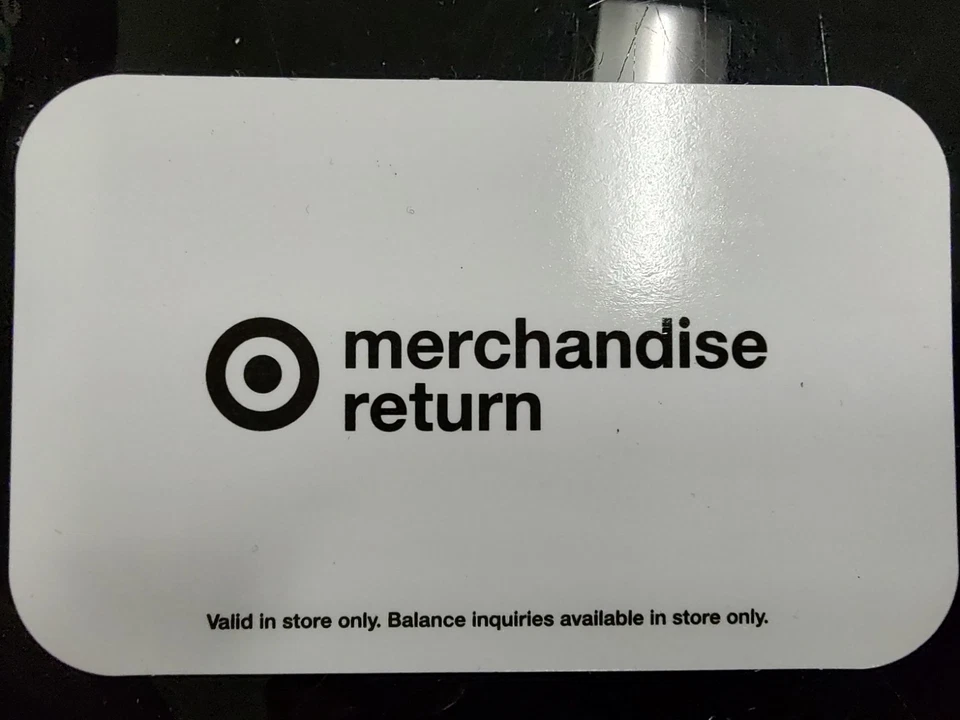 merchandise
return
Valid in store only. Balance inquiries available in store only.